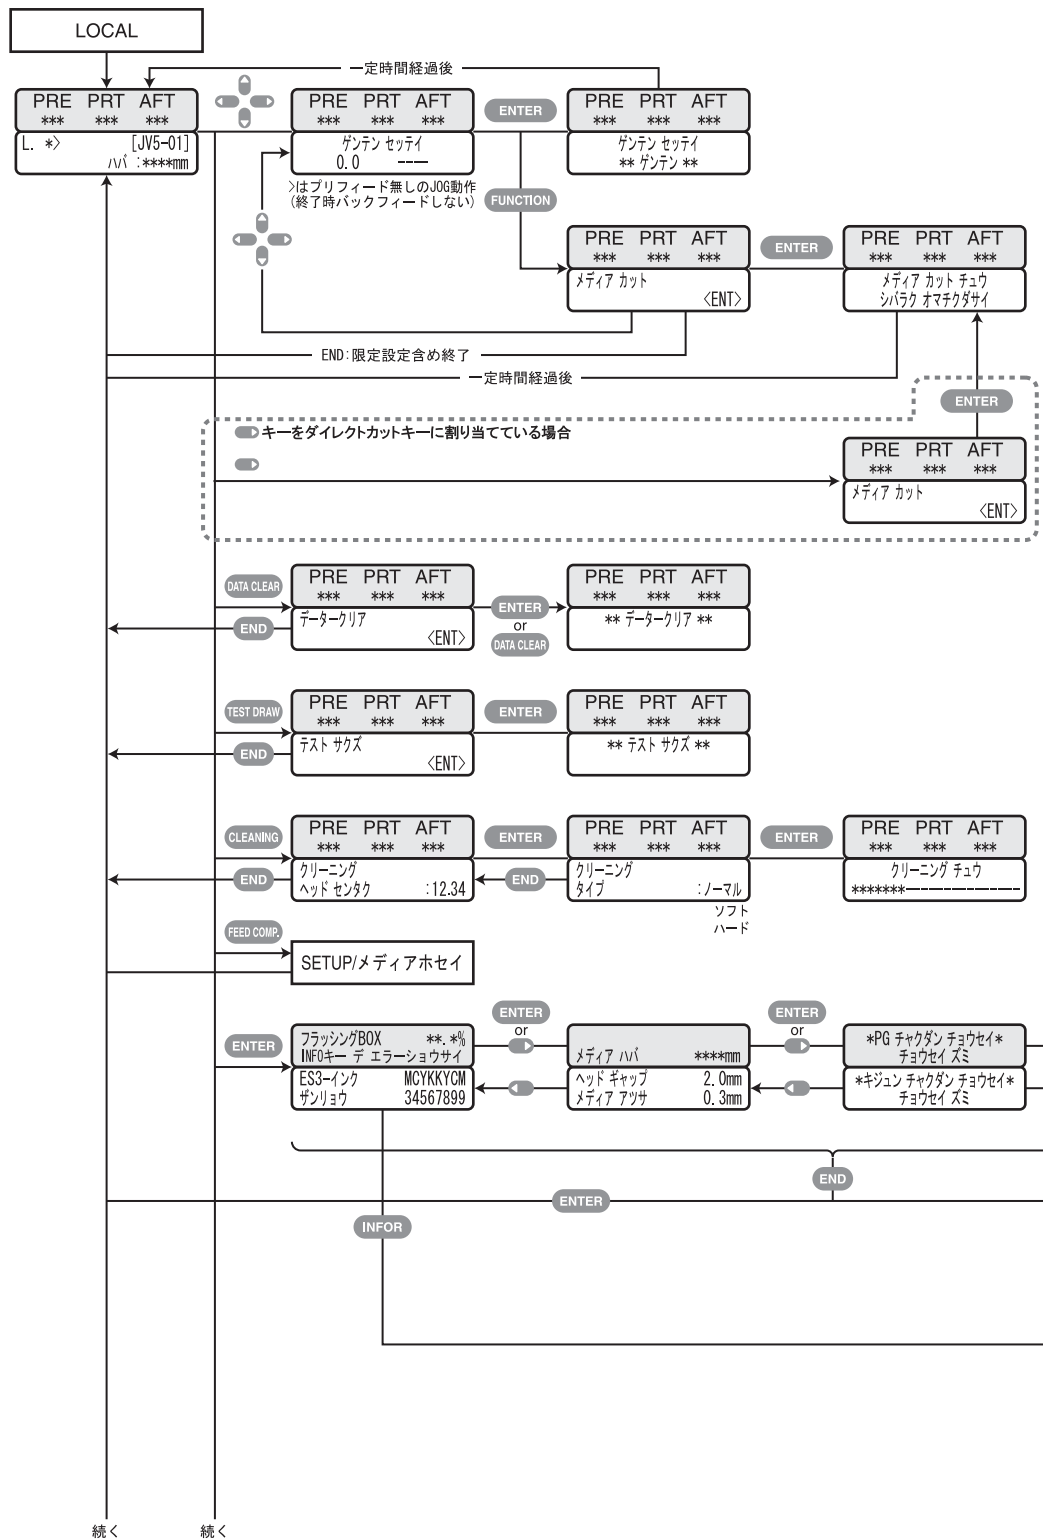 LOCAL
一定時間経過後
PRE PRT AFT
*** *** ***
L. *> [JV5-01]
ハバ :****mm
PRE PRT AFT
*** *** ***
ゲンテン セッテイ
0.0 ---
ENTER
PRE PRT AFT
*** *** ***
ゲンテン セッテイ
** ゲンテン **
>はプリフィード無しのJOG動作
(終了時バックフィードしない)
FUNCTION
PRE PRT AFT
*** *** ***
メディア カット
<ENT>
ENTER
PRE PRT AFT
*** *** ***
メディア カット チュウ
シバラク オマチクダサイ
END:限定設定含め終了
一定時間経過後
ENTER
キーをダイレクトカットキーに割り当てている場合
PRE PRT AFT
*** *** ***
メディア カット
<ENT>
DATA CLEAR
END
PRE PRT AFT
*** *** ***
データークリア
<ENT>
ENTER
or
DATA CLEAR
PRE PRT AFT
*** *** ***
** データークリア **
TEST DRAW
END
PRE PRT AFT
*** *** ***
テスト サクズ
<ENT>
ENTER
PRE PRT AFT
*** *** ***
** テスト サクズ **
CLEANING
END
PRE PRT AFT
*** *** ***
クリーニング
ヘッド センタク :12.34
ENTER
END
PRE PRT AFT
*** *** ***
クリーニング
タイプ :ノーマル
ソフト
ハード
ENTER
PRE PRT AFT
*** *** ***
クリーニング チュウ
*******-------------
FEED COMP.
SETUP/メディアホセイ
ENTER
フラッシングBOX **.*%
INFOキー デ エラーショウサイ
ES3-インク MCYKKYCM
ザンリョウ 34567899
ENTER
or
メディア ハバ ****mm
ヘッド ギャップ 2.0mm
メディア アツサ 0.3mm
ENTER
or
*PG チャクダン チョウセイ*
チョウセイ ズミ
*キジュン チャクダン チョウセイ*
チョウセイ ズミ
END
ENTER
INFOR
続く
続く